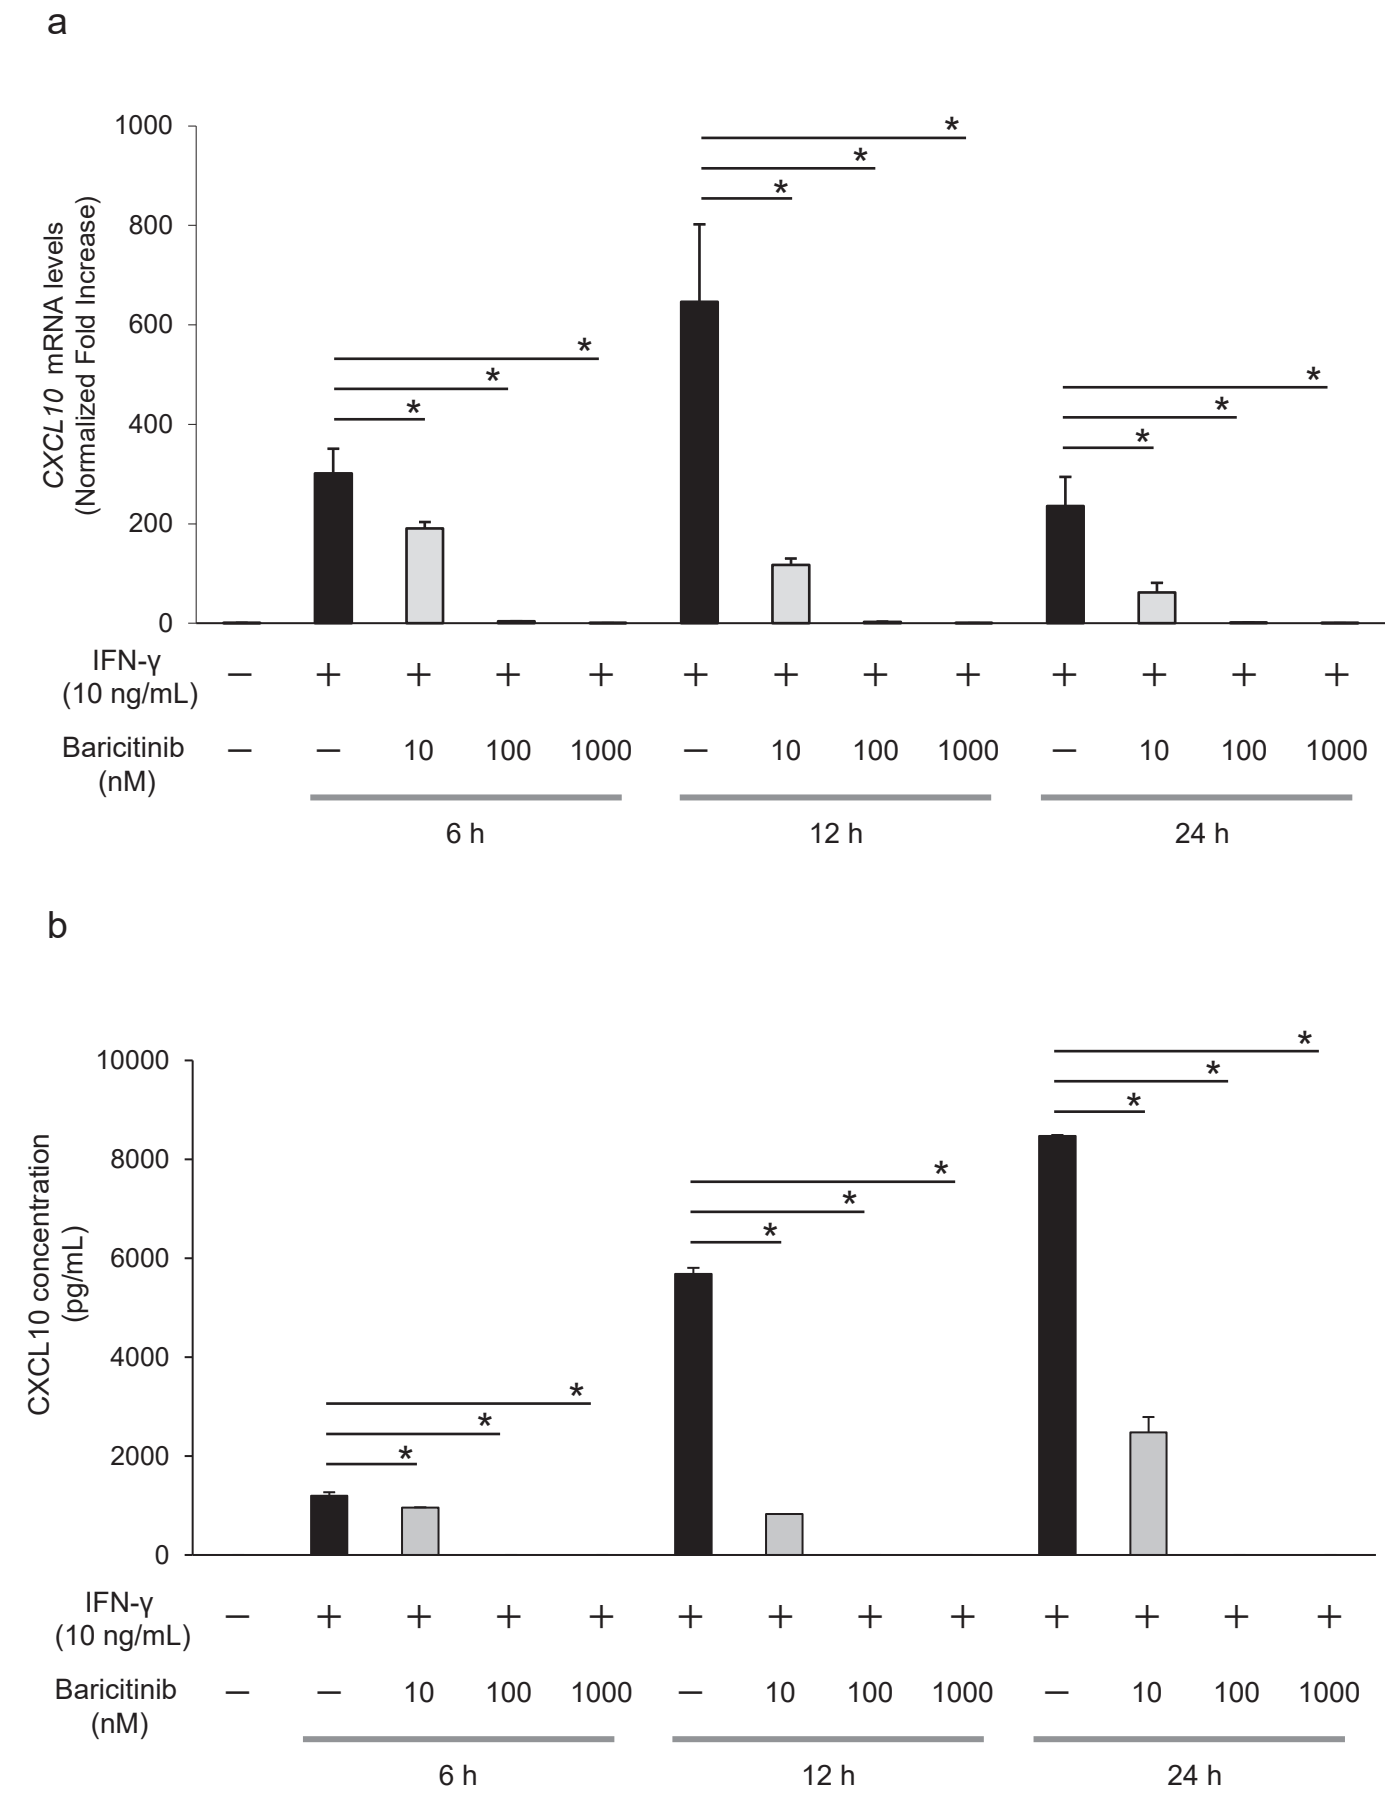 a
1000
800
600
400
200
0
CXCL10 mRNA levels
(Normalized Fold Increase)
* * *
* * *
* * *
IFN-γ
(10 ng/mL)
— + + + + + + + + + + + +
Baricitinib
(nM)
— — 10 100 1000 — 10 100 1000 — 10 100 1000
6 h 12 h 24 h
b
10000
8000
6000
4000
2000
0
CXCL10 concentration
(pg/mL)
* * *
* * *
* * *
IFN-γ
(10 ng/mL)
— + + + + + + + + + + + +
Baricitinib
(nM)
— — 10 100 1000 — 10 100 1000 — 10 100 1000
6 h 12 h 24 h